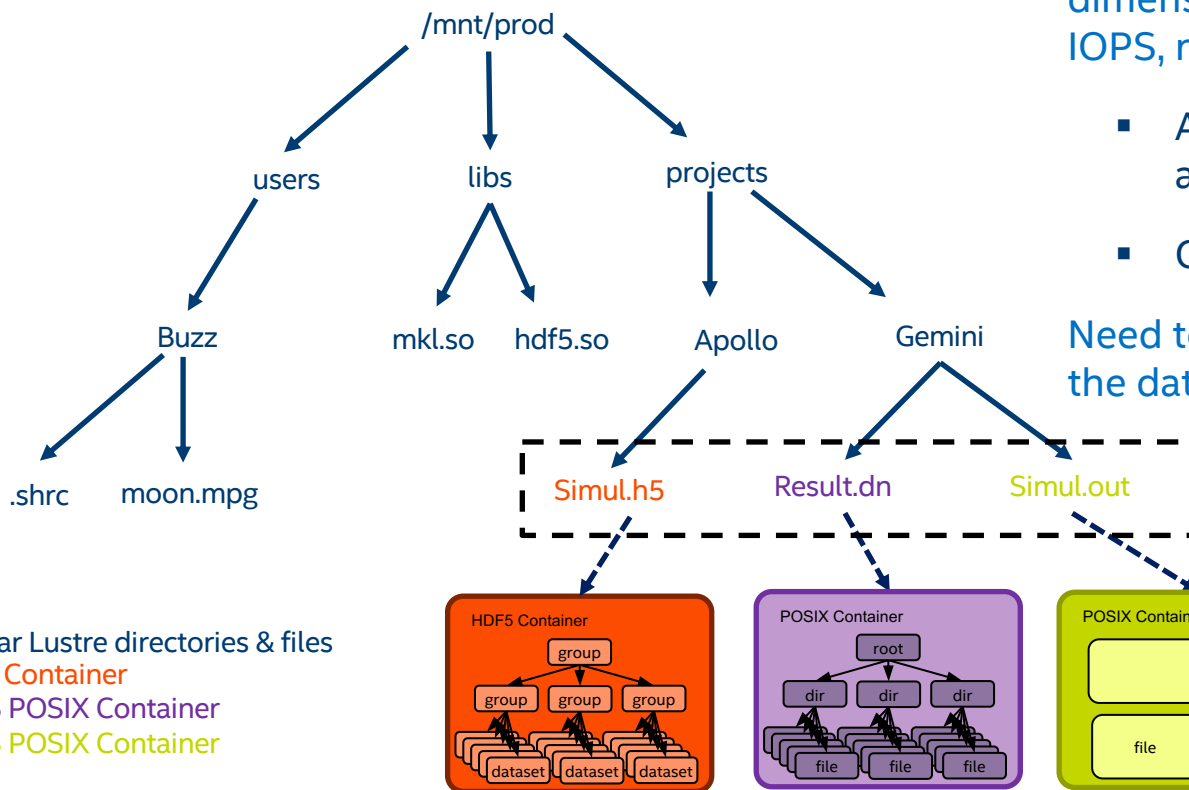 /mnt/prod
users
libs
projects
Buzz
mkl.so
hdf5.so
Apollo
Gemini
.shrc
moon.mpg
Simul.h5
Result.dn
Simul.out
ar Lustre directories & files
Container
POSIX Container
POSIX Container
HDF5 Container
group
group
group
group
dataset
dataset
dataset
POSIX Container
root
dir
dir
dir
file
file
file
POSIX Contain
file
IOPS, r
A
a
Need t
the dat